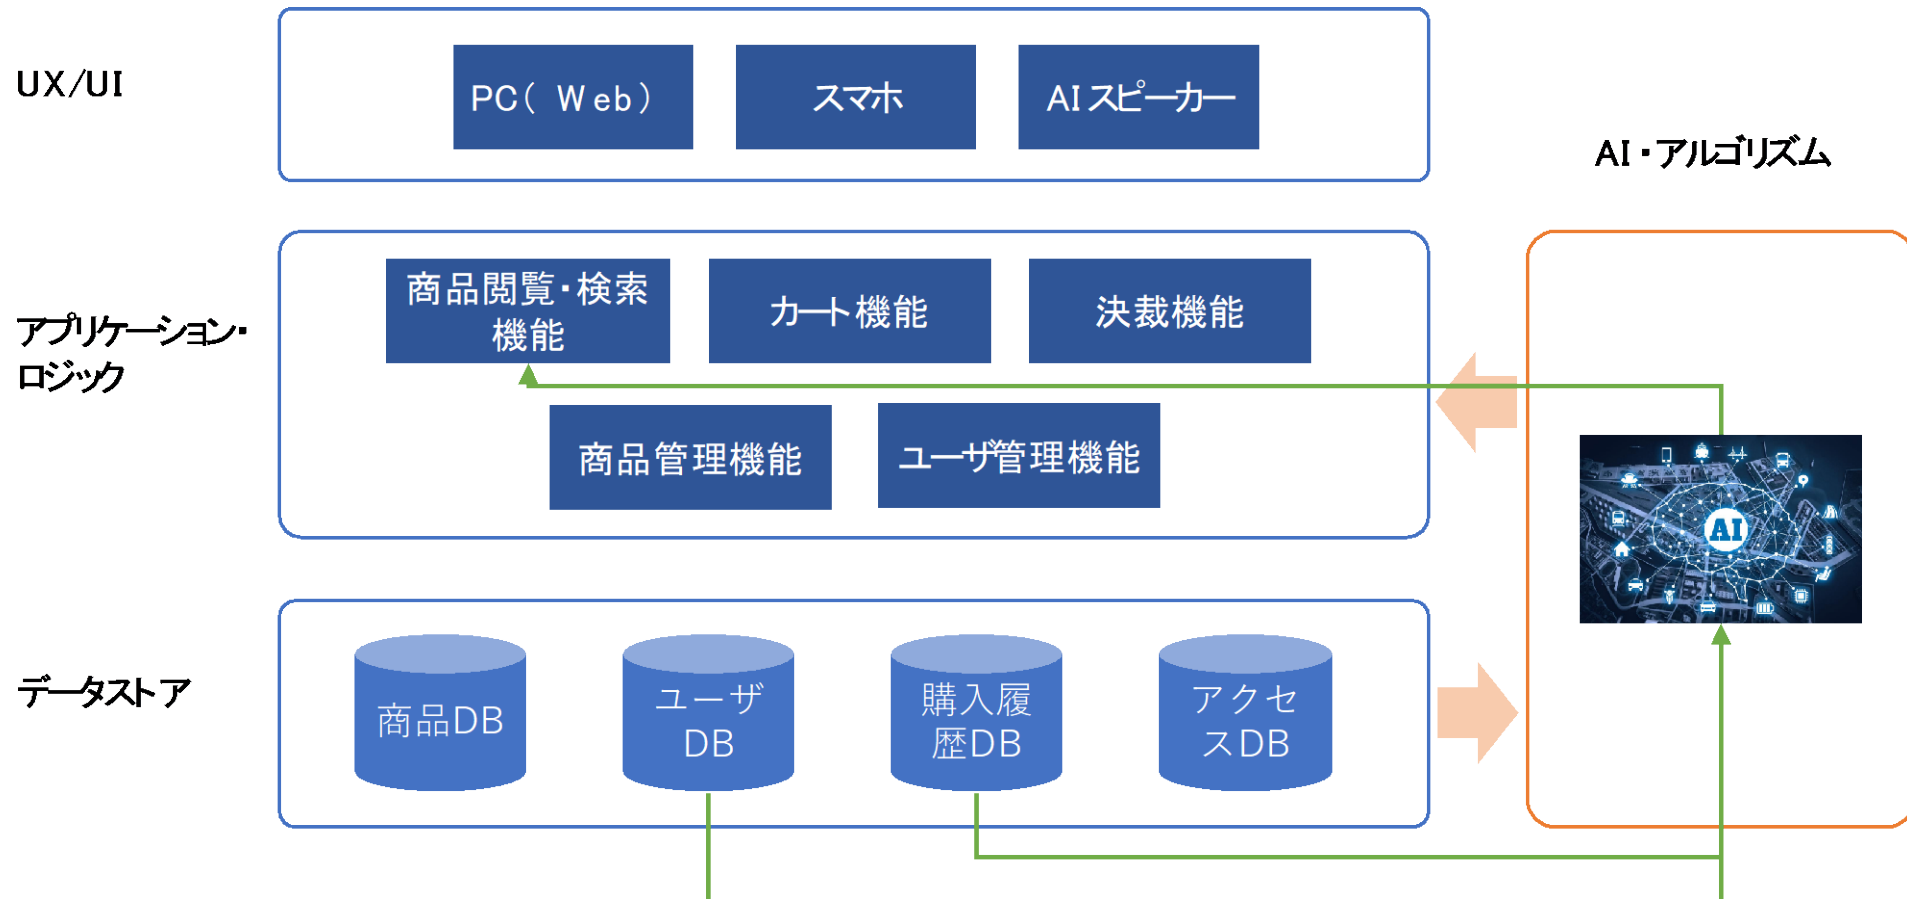 UX/UI
PC( Web)
スマホ
AIスピーカー
AI・アルゴリズム
アプリケーション・
ロジック
商品閲覧・検索
機能
カート機能
決裁機能
商品管理機能
ユーザ管理機能
AI
データストア
商品DB
ユーザ
DB
購入履
歴DB
アクセ
スDB